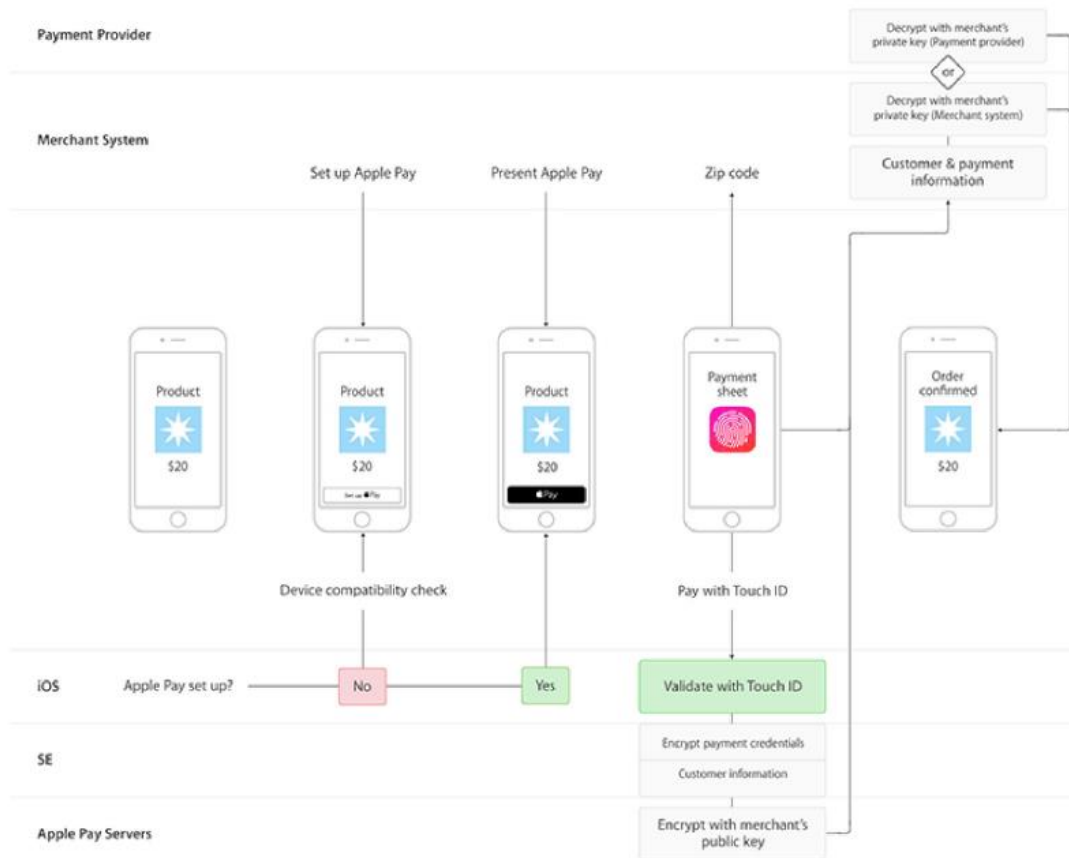 Payment Provider
Decrypt with merchant's
private key (Payment provider)
or
Decrypt with merchant's
private key (Merchant system)
Merchant System
Customer & payment
information
Set up Apple Pay
Present Apple Pay
Zip code
Product
$20
Product
$20
Set up Pay
Product
$20
Pay
Payment
sheet
Order
confirmed
$20
Device compatibility check
Pay with Touch ID
iOS
Apple Pay set up?
No
Yes
Validate with Touch ID
SE
Encrypt payment credentials
Customer information
Apple Pay Servers
Encrypt with merchant's
public key